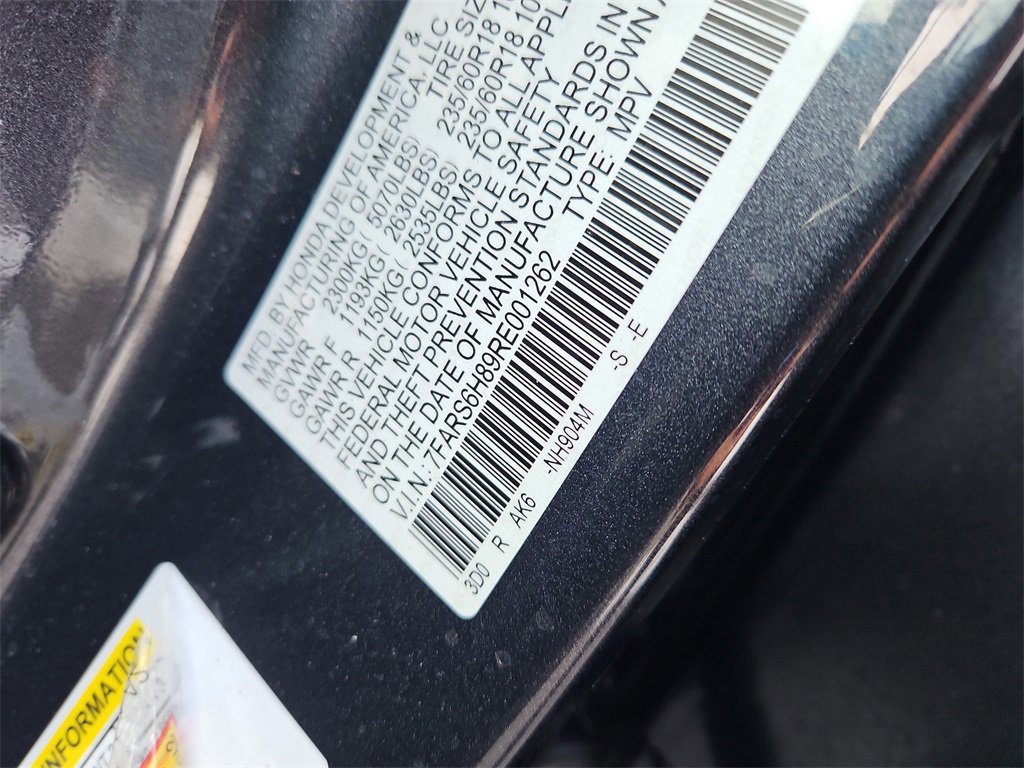 MFD. BY HONDA DEVELOPMENT &
MANUFACTURING OF AMERICA, LLC
TIRE SIZ
GVWR 2300KG( 5070LBS)
GAWR F 1193KG( 2630LBS) 235/60R18 1
GAWR R 1150KG( 2535LBS) 235/60R18 10
THIS VEHICLE CONFORMS TO ALL APPLI
FEDERAL MOTOR VEHICLE SAFETY
AND THEFT PREVENTION STANDARDS IN
ON THE DATE OF MANUFACTURE SHOWN A
V.I.N.: 7FARS6H89RE001262 TYPE: MPV
3D0 R AK6 -NH904M -S -E
INFORMATION